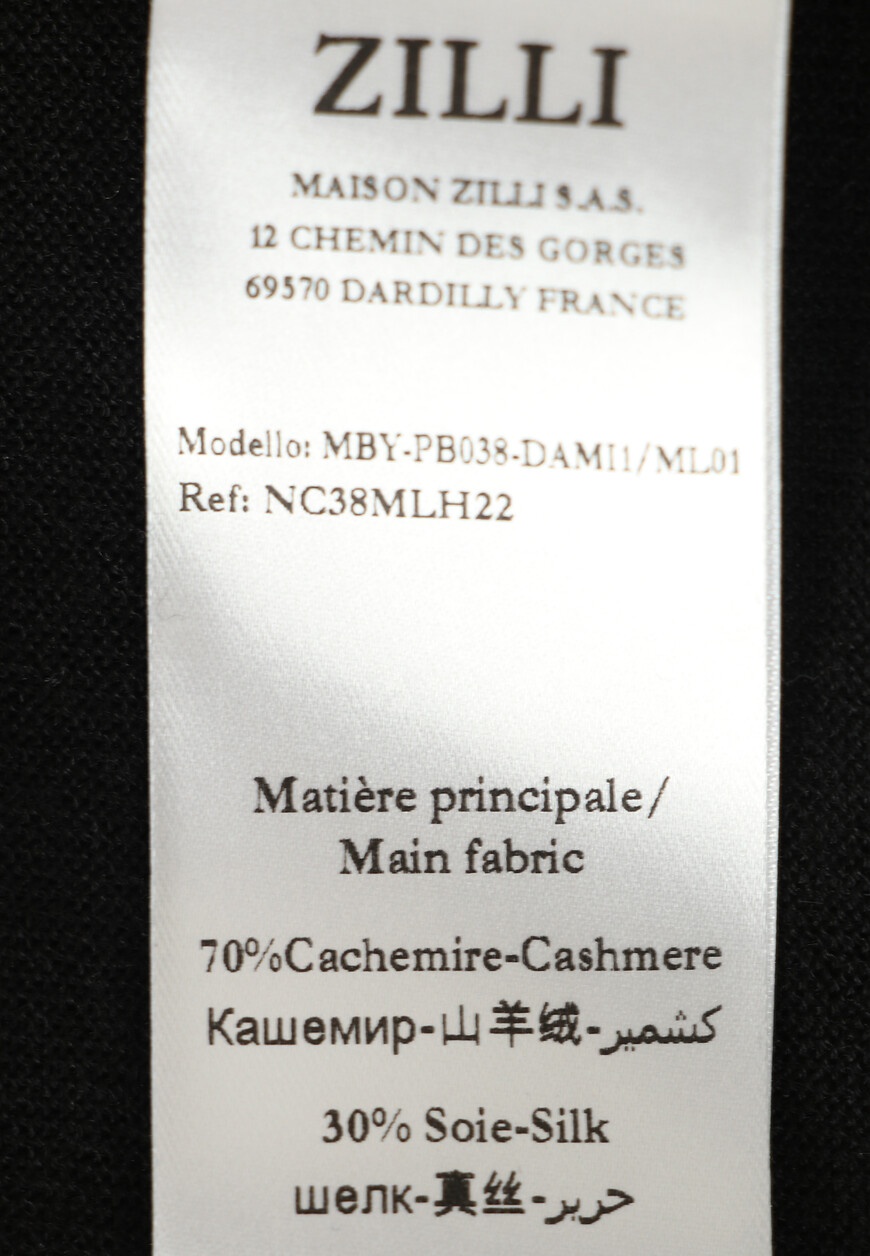 ZILLI
MAISON ZILLI S.A.S.
12 CHEMIN DES GORGES
69570 DARDILLY FRANCE
Modello: MBY-PB038-DAMI1/ML01
Ref: NC38MLH22
Matière principale/
Main fabric
70%Cachemire-Cashmere
Кашемир-山羊绒-كشمير
30% Soie-Silk
шелк-真丝-حرير